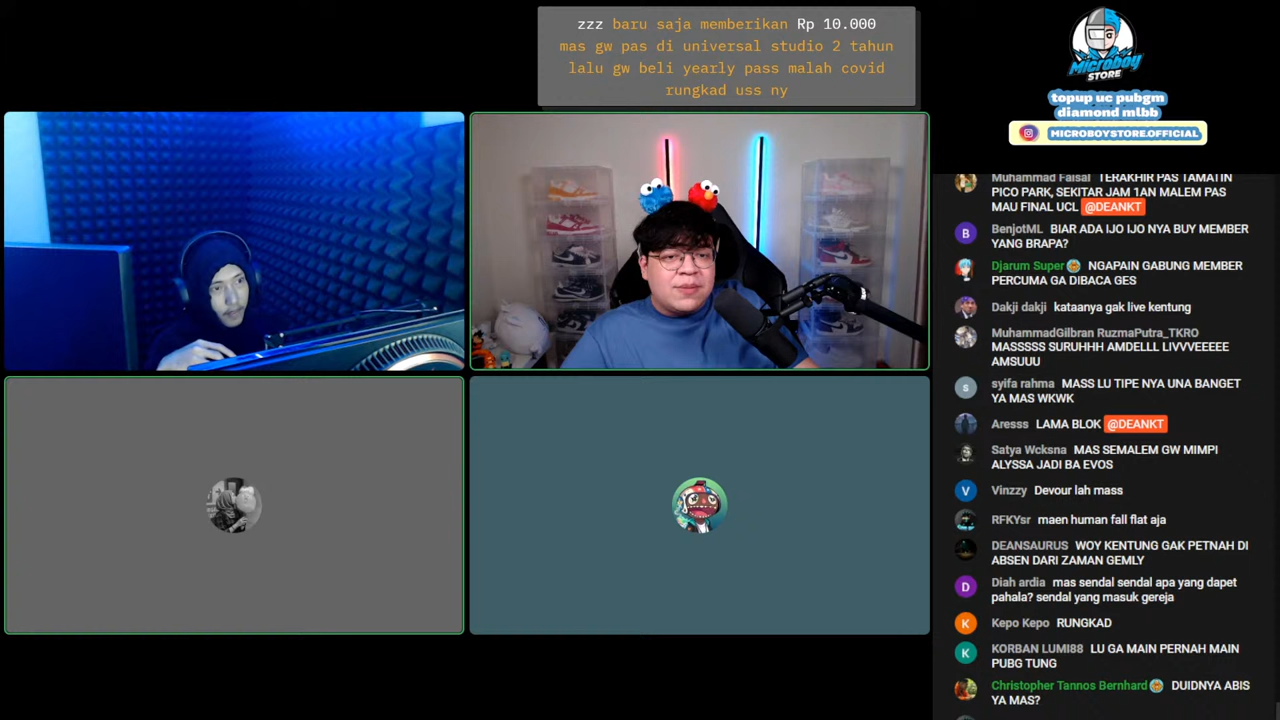 zzz baru saja memberikan Rp 10.000
mas gw pas di universal studio 2 tahun
lalu gw beli yearly pass malah covid
rungkad uss ny
Microboy
STORE
topup uc pubgm
diamond mlbb
MICROBOYSTORE.OFFICIAL
Muhammad Faisal TERAKHIR PAS TAMATIN
PICO PARK, SEKITAR JAM 1AN MALEM PAS
MAU FINAL UCL @DEANKT
B BenjotML BIAR ADA IJO IJO NYA BUY MEMBER
YANG BRAPA?
Djarum Super NGAPAIN GABUNG MEMBER
PERCUMA GA DIBACA GES
Dakji dakji kataanya gak live kentung
MuhammadGilbran RuzmaPutra_TKRO
MASSSSS SURUHHH AMDELLL LIVVVEEEEE
AMSUUU
s syifa rahma MASS LU TIPE NYA UNA BANGET
YA MAS WKWK
Aresss LAMA BLOK @DEANKT
Satya Wcksna MAS SEMALEM GW MIMPI
ALYSSA JADI BA EVOS
V Vinzzy Devour lah mass
RFKYsr maen human fall flat aja
DEANSAURUS WOY KENTUNG GAK PETNAH DI
ABSEN DARI ZAMAN GEMLY
D Diah ardia mas sendal sendal apa yang dapet
pahala? sendal yang masuk gereja
K Kepo Kepo RUNGKAD
K KORBAN LUMI88 LU GA MAIN PERNAH MAIN
PUBG TUNG
Christopher Tannos Bernhard DUIDNYA ABIS
YA MAS?